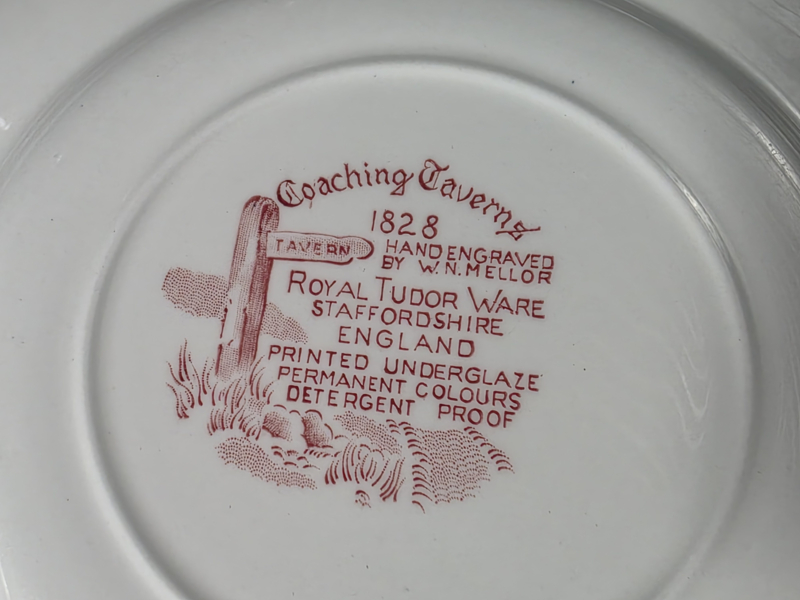 Coaching Taverns
1828
TAVERN
HAND ENGRAVED
BY W.N. MELLOR
ROYAL TUDOR WARE
STAFFORDSHIRE
ENGLAND
PRINTED UNDERGLAZE
PERMANENT COLOURS
DETERGENT PROOF